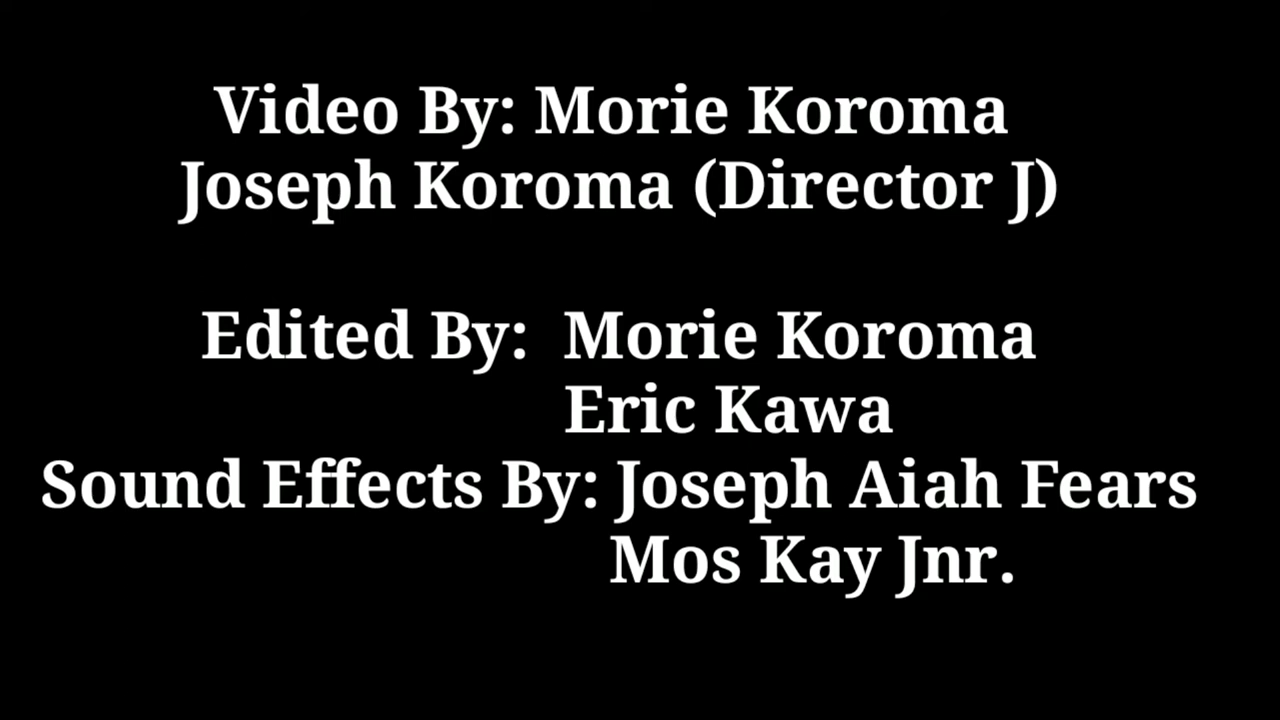 Video By: Morie Koroma
Joseph Koroma (Director J)
Edited By: Morie Koroma
Eric Kawa
Sound Effects By: Joseph Aiah Fears
Mos Kay Jnr.